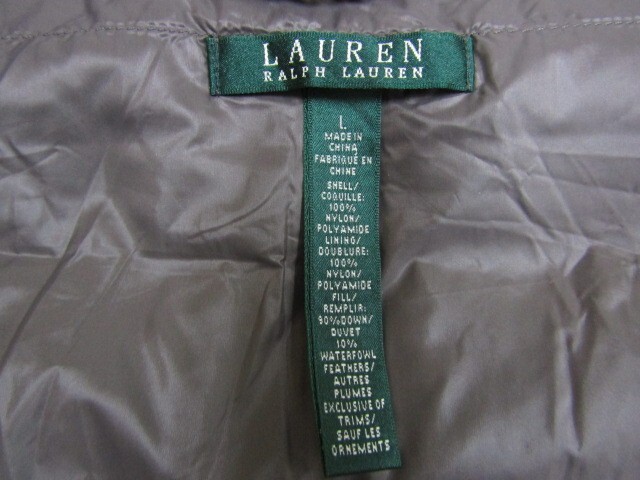 LAUREN
RALPH LAUREN
L
MADE IN
CHINA/
FABRIQUÉ EN
CHINE
SHELL/
COQUILLE:
100%
NYLON/
POLYAMIDE
LINING/
DOUBLURE:
100%
NYLON/
POLYAMIDE
FILL/
REMPLIR:
90%DOWN/
DUVET
10%
WATERFOWL
FEATHERS/
AUTRES
PLUMES
EXCLUSIVE OF
TRIMS/
SAUF LES
ORNEMENTS